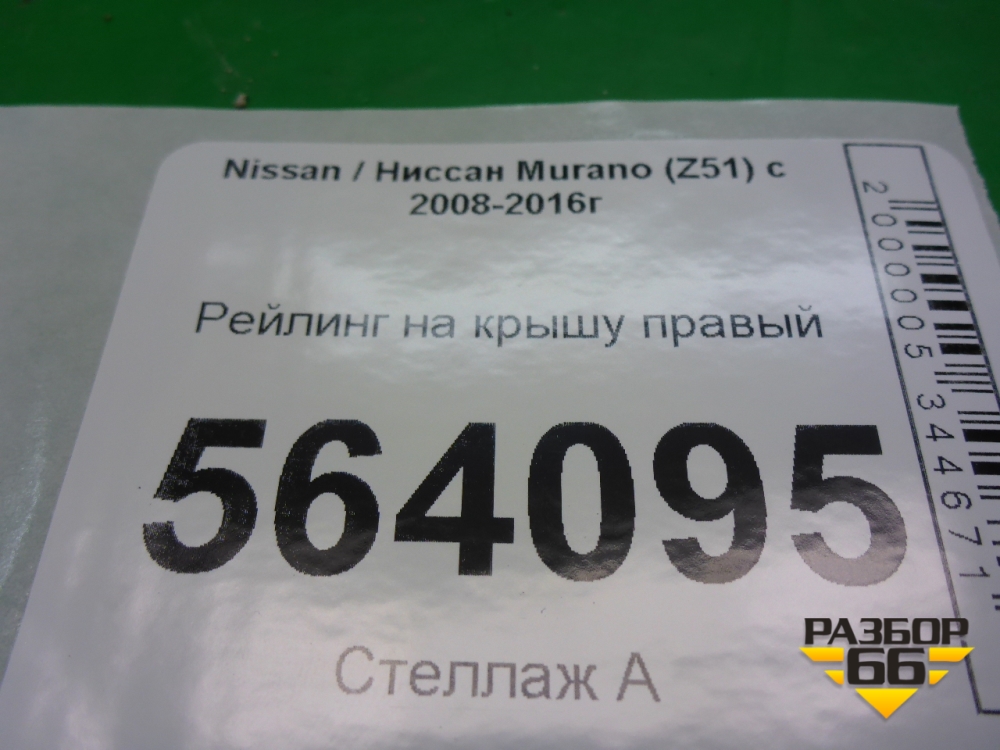 Nissan / Ниссан Murano (Z51) с
2008-2016г
Рейлинг на крышу правый
564095
Стеллаж А
2000005344671
РАЗБОР
66